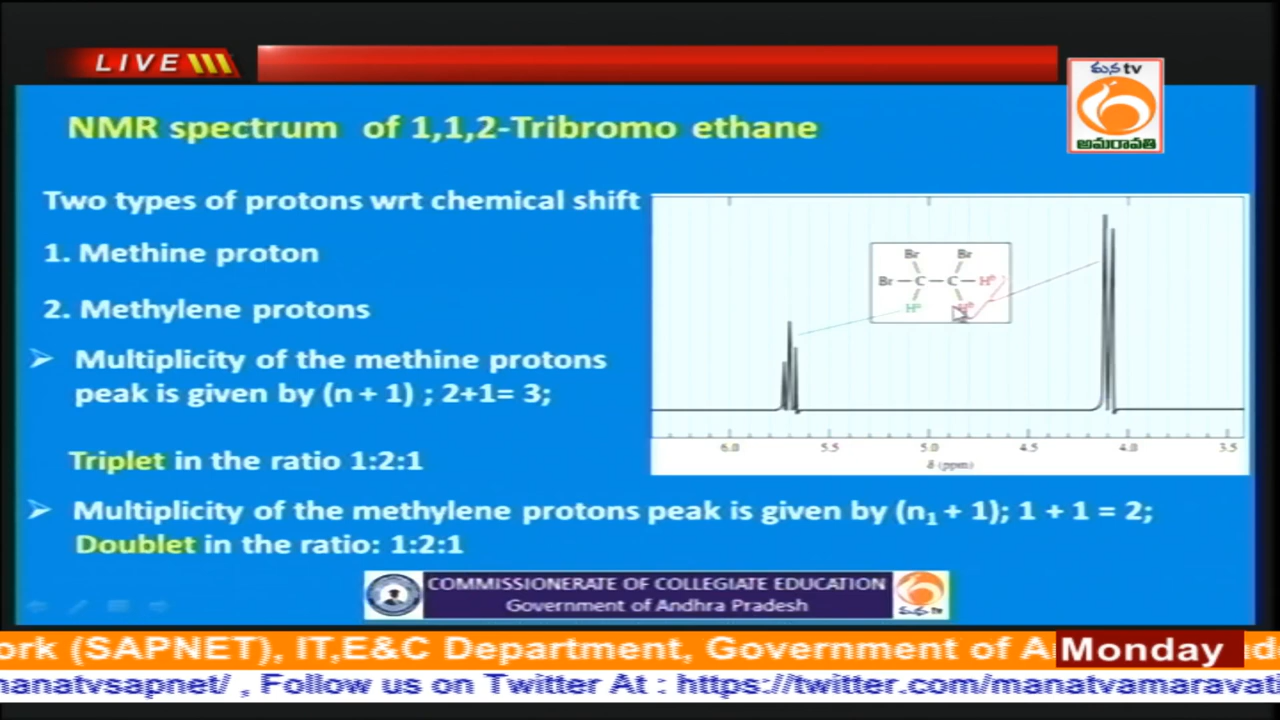 LIVE
మన tv
అమరావతి
NMR spectrum of 1,1,2-Tribromo ethane
Two types of protons wrt chemical shift
1. Methine proton
2. Methylene protons
➢ Multiplicity of the methine protons
peak is given by (n + 1) ; 2+1= 3;
Triplet in the ratio 1:2:1
➢ Multiplicity of the methylene protons peak is given by (n₁ + 1); 1 + 1 = 2;
Doublet in the ratio: 1:2:1
Br Br
Br C C H
H H
6.0 5.5 5.0 4.5 4.0 3.5
δ (ppm)
COMMISSIONERATE OF COLLEGIATE EDUCATION
Government of Andhra Pradesh
మన tv
ork (SAPNET), IT,E&C Department, Government of A
Monday
manatvsapnet/ , Follow us on Twitter At : https://twitter.com/manatvamaravati